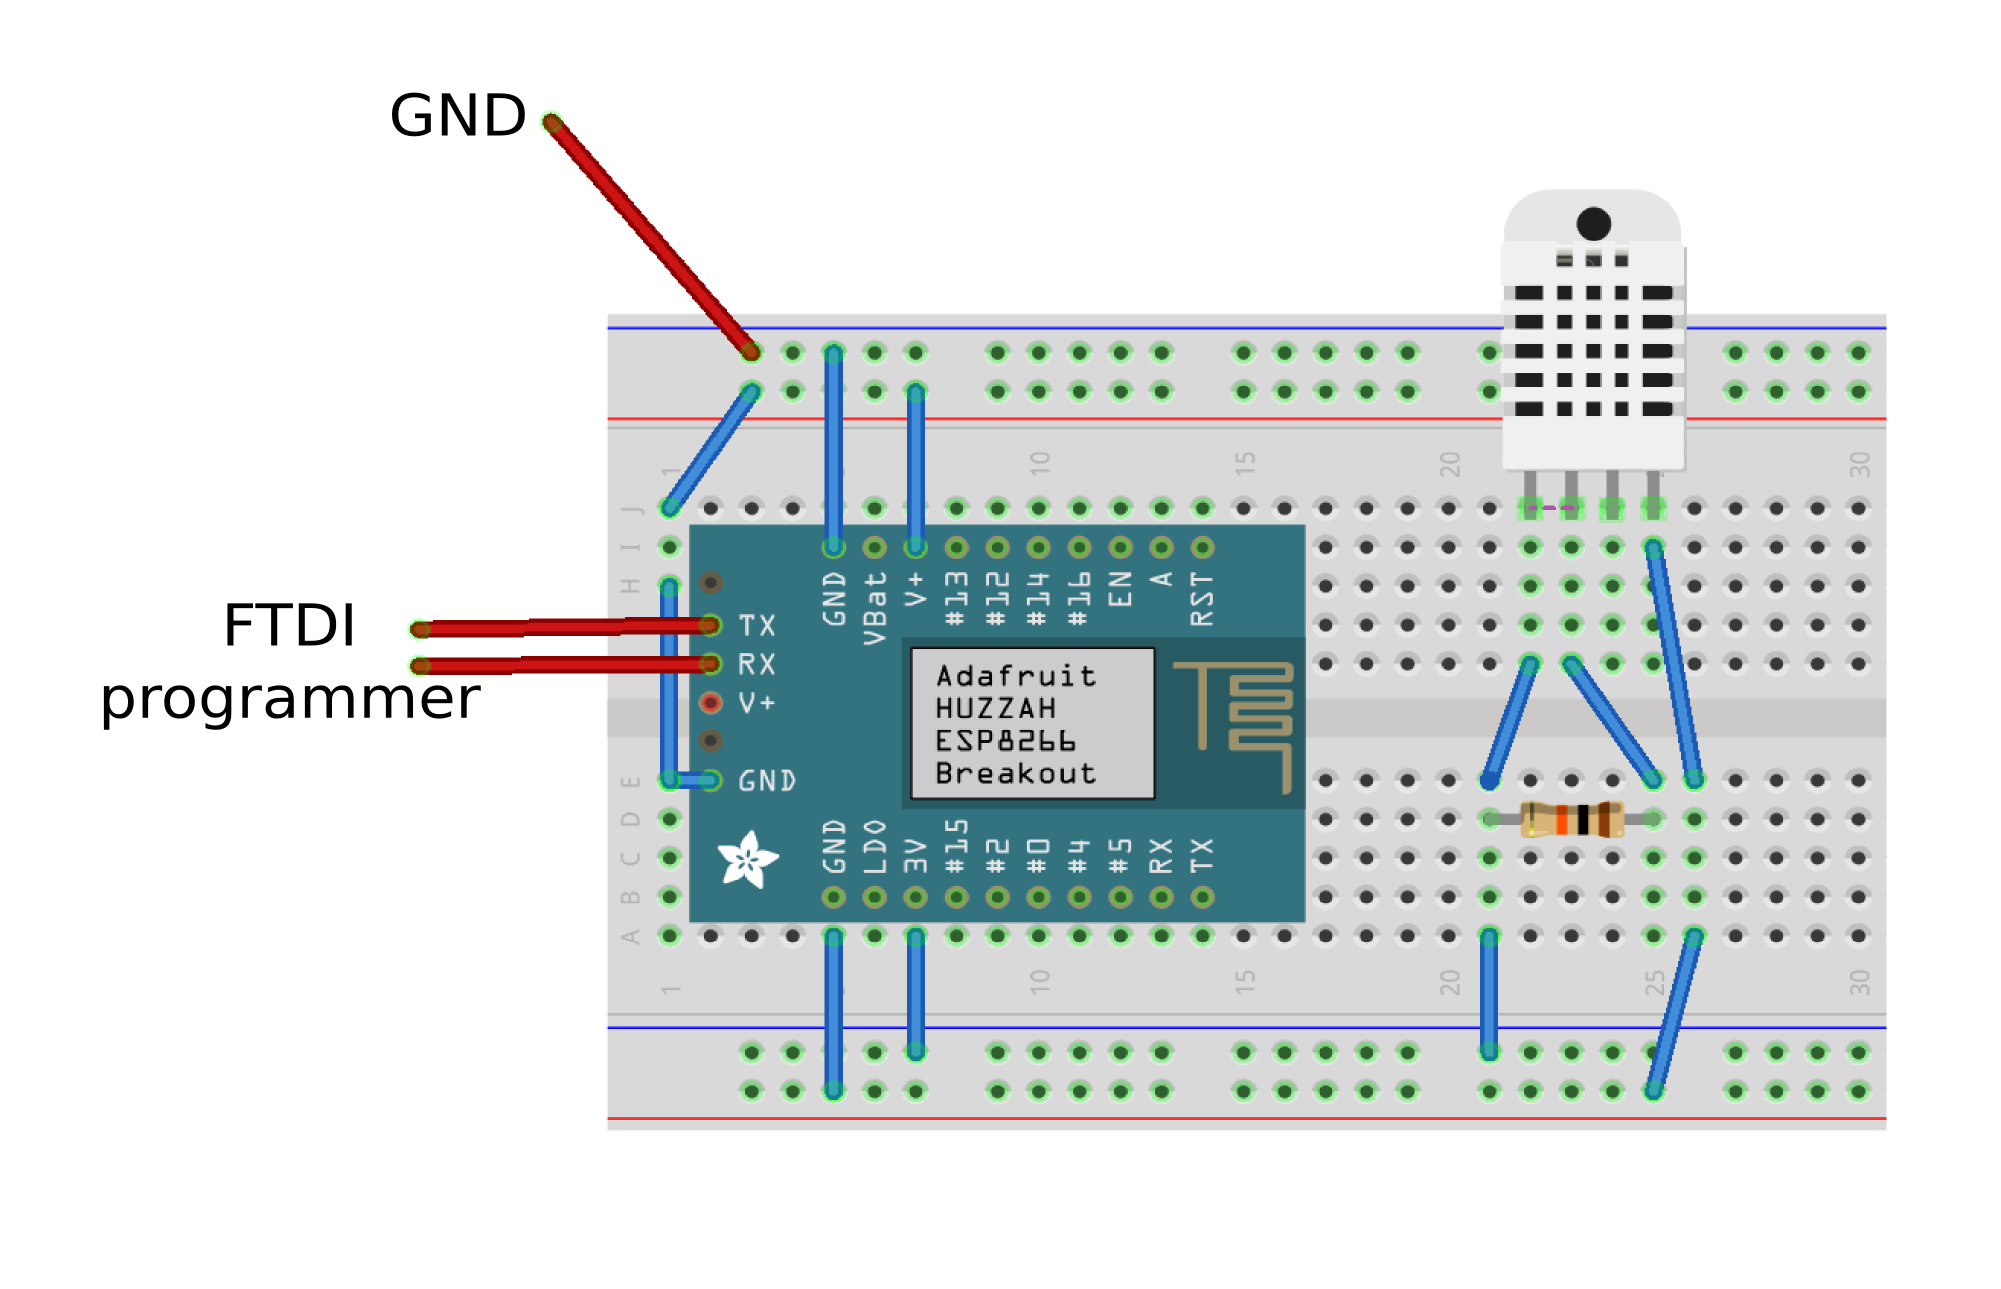 GND
1
10
15
20
30
J
I
H
GND
VBat
V+
#13
#12
#14
#16
EN
A
RST
FTDI
programmer
TX
RX
V+
GND
Adafruit
HUZZAH
ESP8266
Breakout
E
D
C
B
A
GND
LDO
3V
#15
#2
#0
#4
#5
RX
TX
1
10
15
20
25
30